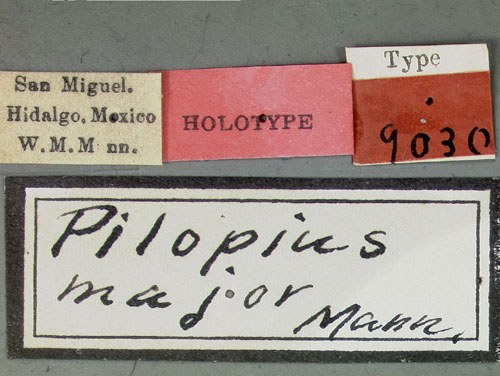 San Miguel.
Hidalgo, Mexico
W.M.M nn.
HOLOTYPE
Type
9030
Pilopius
major
Mann.